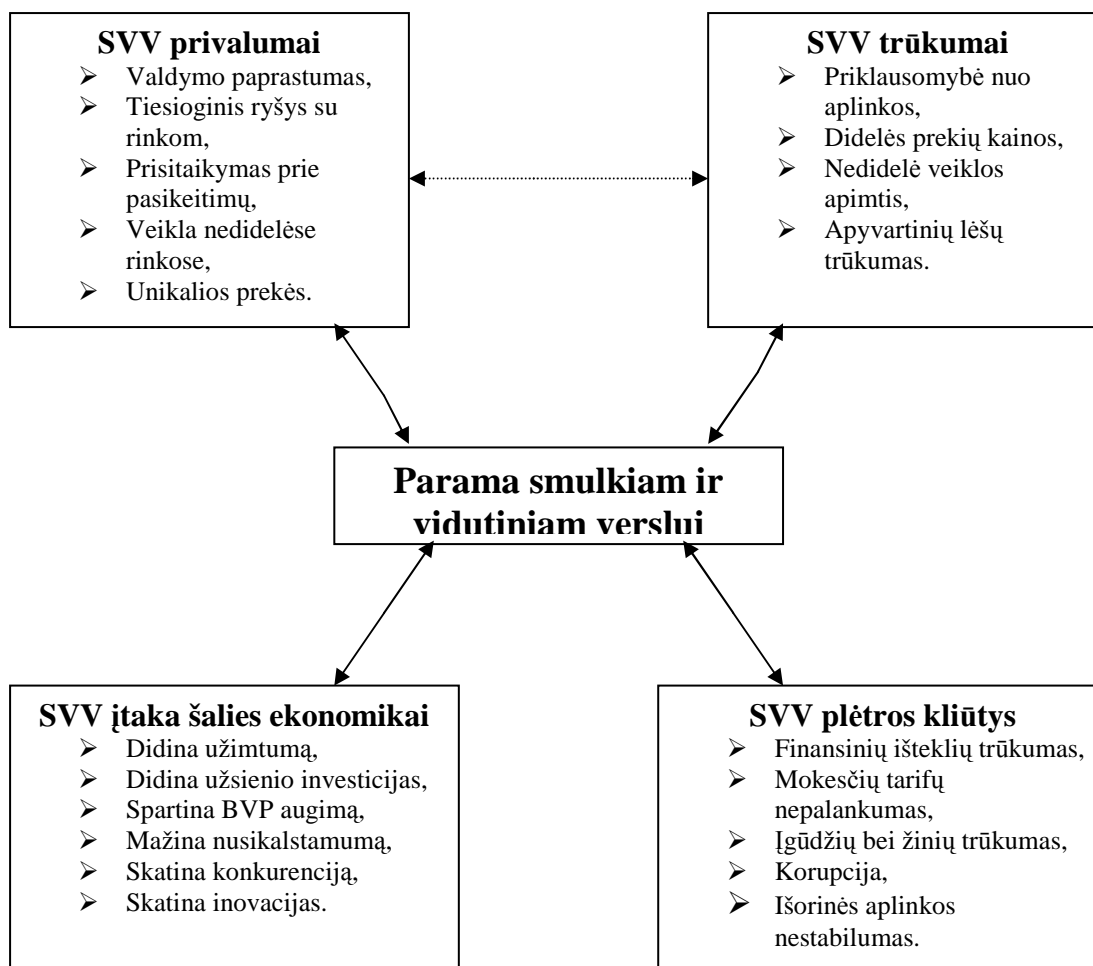 SVV privalumai
➢ Valdymo paprastumas,
➢ Tiesioginis ryšys su
rinkom,
➢ Prisitaikymas prie
pasikeitimų,
➢ Veikla nedidelėse
rinkose,
➢ Unikalios prekės.
SVV trūkumai
➢ Priklausomybė nuo
aplinkos,
➢ Didelės prekių kainos,
➢ Nedidelė veiklos
apimtis,
➢ Apyvartinių lėšų
trūkumas.
Parama smulkiam ir
vidutiniam verslui
SVV įtaka šalies ekonomikai
➢ Didina užimtumą,
➢ Didina užsienio investicijas,
➢ Spartina BVP augimą,
➢ Mažina nusikalstamumą,
➢ Skatina konkurenciją,
➢ Skatina inovacijas.
SVV plėtros kliūtys
➢ Finansinių išteklių trūkumas,
➢ Mokesčių tarifų
nepalankumas,
➢ Įgūdžių bei žinių trūkumas,
➢ Korupcija,
➢ Išorinės aplinkos
nestabilumas.